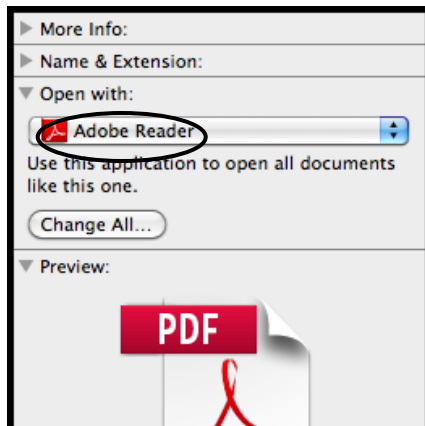 More Info:
Name & Extension:
Open with:
Adobe Reader
Use this application to open all documents
like this one.
Change All...
Preview:
PDF